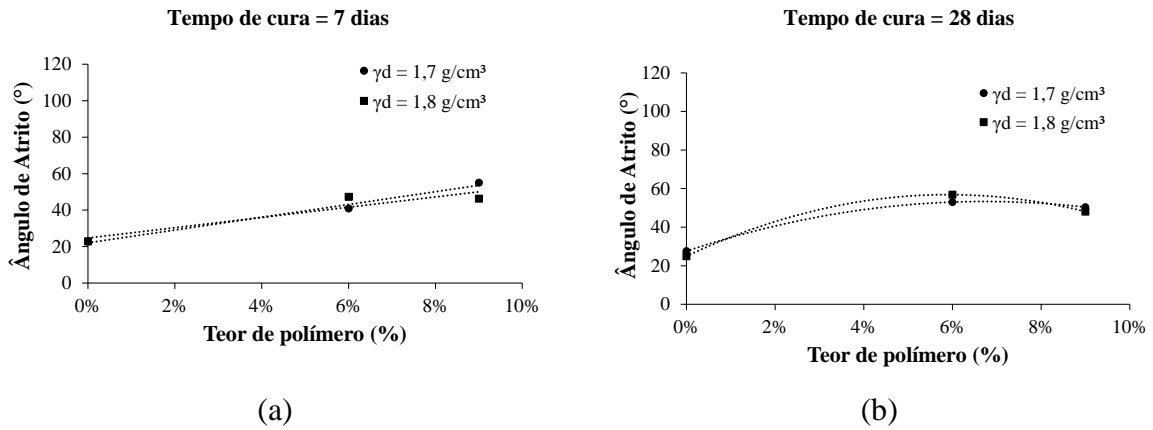 Tempo de cura = 7 dias
120
100
80
60
40
20
0
Ângulo de Atrito (°)
γd = 1,7 g/cm³
γd = 1,8 g/cm³
0% 2% 4% 6% 8% 10%
Teor de polímero (%)
(a)
Tempo de cura = 28 dias
120
100
80
60
40
20
0
Ângulo de Atrito (°)
γd = 1,7 g/cm³
γd = 1,8 g/cm³
0% 2% 4% 6% 8% 10%
Teor de polímero (%)
(b)